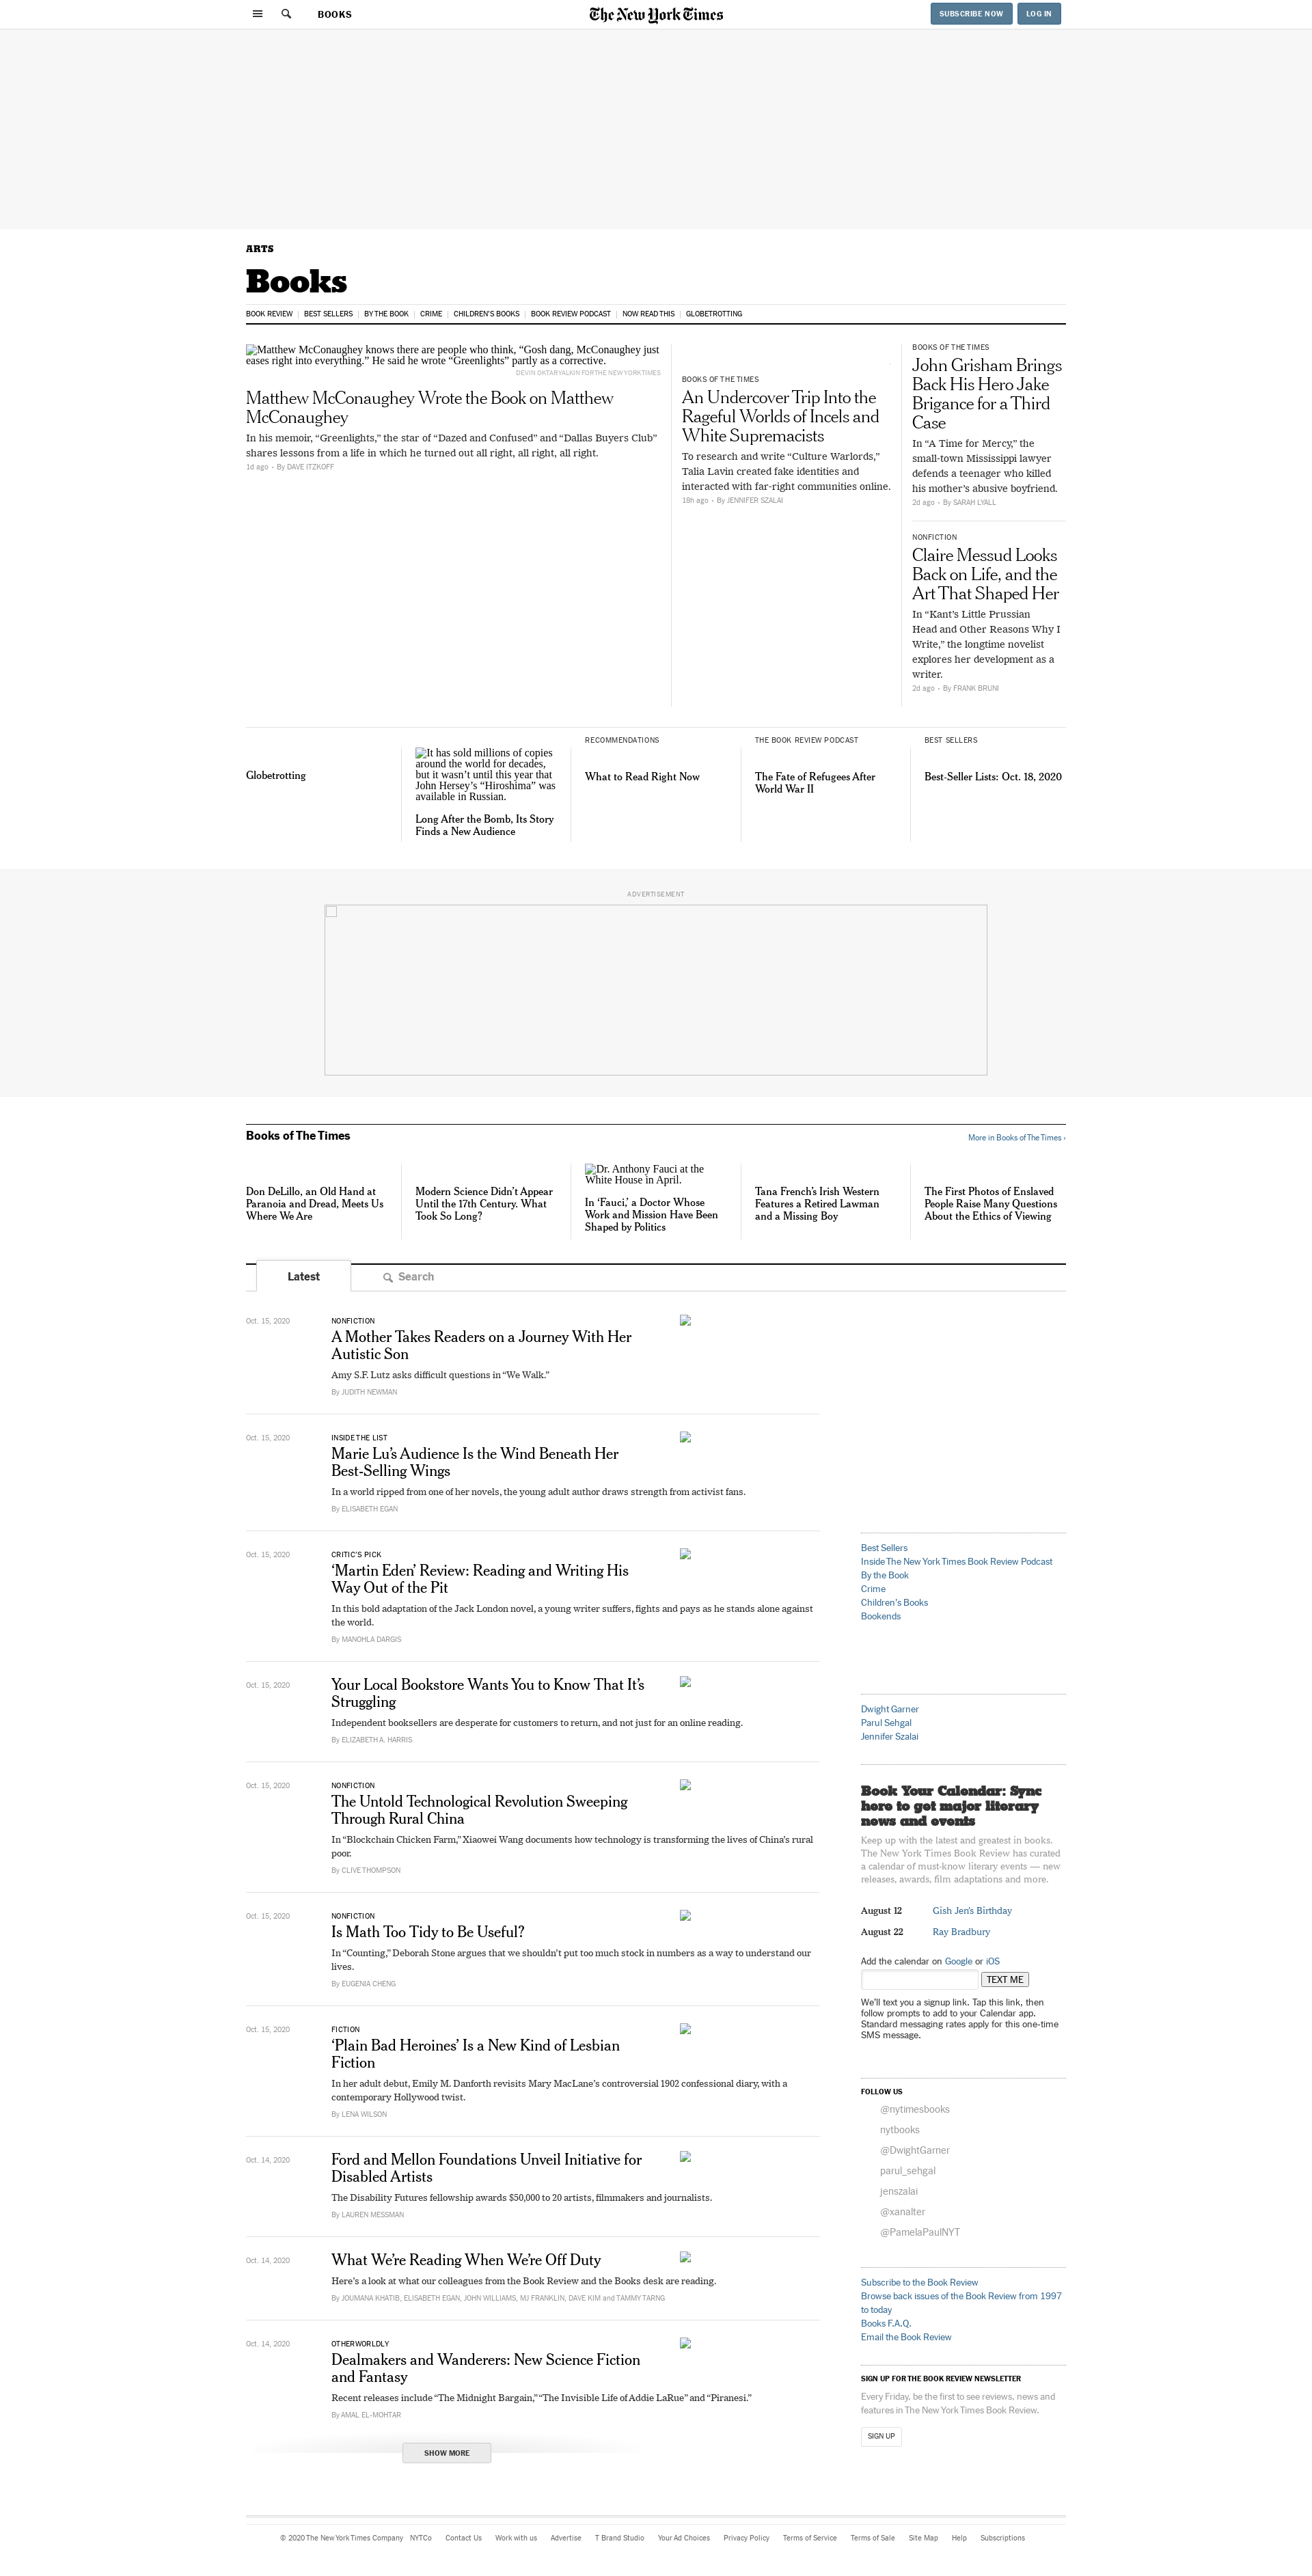 BOOKS
The New York Times
SUBSCRIBE NOW
LOG IN
ARTS
Books
BOOK REVIEW
BEST SELLERS
BY THE BOOK
CRIME
CHILDREN'S BOOKS
BOOK REVIEW PODCAST
NOW READ THIS
GLOBETROTTING
Matthew McConaughey knows there are people who think, “Gosh dang, McConaughey just
eases right into everything.” He said he wrote “Greenlights” partly as a corrective.
DEVIN OKTAR YALKIN FOR THE NEW YORK TIMES
Matthew McConaughey Wrote the Book on Matthew
McConaughey
In his memoir, “Greenlights,” the star of “Dazed and Confused” and “Dallas Buyers Club”
shares lessons from a life in which he turned out all right, all right, all right.
1d ago • By DAVE ITZKOFF
BOOKS OF THE TIMES
An Undercover Trip Into the
Rageful Worlds of Incels and
White Supremacists
To research and write “Culture Warlords,”
Talia Lavin created fake identities and
interacted with far-right communities online.
18h ago • By JENNIFER SZALAI
BOOKS OF THE TIMES
John Grisham Brings
Back His Hero Jake
Brigance for a Third
Case
In “A Time for Mercy,” the
small-town Mississippi lawyer
defends a teenager who killed
his mother’s abusive boyfriend.
2d ago • By SARAH LYALL
NONFICTION
Claire Messud Looks
Back on Life, and the
Art That Shaped Her
In “Kant’s Little Prussian
Head and Other Reasons Why I
Write,” the longtime novelist
explores her development as a
writer.
2d ago • By FRANK BRUNI
Globetrotting
It has sold millions of copies
around the world for decades,
but it wasn’t until this year that
John Hersey’s “Hiroshima” was
available in Russian.
Long After the Bomb, Its Story
Finds a New Audience
RECOMMENDATIONS
What to Read Right Now
THE BOOK REVIEW PODCAST
The Fate of Refugees After
World War II
BEST SELLERS
Best-Seller Lists: Oct. 18, 2020
ADVERTISEMENT
Books of The Times
More in Books of The Times ›
Don DeLillo, an Old Hand at
Paranoia and Dread, Meets Us
Where We Are
Modern Science Didn’t Appear
Until the 17th Century. What
Took So Long?
Dr. Anthony Fauci at the
White House in April.
In ‘Fauci,’ a Doctor Whose
Work and Mission Have Been
Shaped by Politics
Tana French’s Irish Western
Features a Retired Lawman
and a Missing Boy
The First Photos of Enslaved
People Raise Many Questions
About the Ethics of Viewing
Latest
Search
Oct. 15, 2020
NONFICTION
A Mother Takes Readers on a Journey With Her
Autistic Son
Amy S.F. Lutz asks difficult questions in “We Walk.”
By JUDITH NEWMAN
Oct. 15, 2020
INSIDE THE LIST
Marie Lu’s Audience Is the Wind Beneath Her
Best-Selling Wings
In a world ripped from one of her novels, the young adult author draws strength from activist fans.
By ELISABETH EGAN
Oct. 15, 2020
CRITIC’S PICK
‘Martin Eden’ Review: Reading and Writing His
Way Out of the Pit
In this bold adaptation of the Jack London novel, a young writer suffers, fights and pays as he stands alone against
the world.
By MANOHLA DARGIS
Oct. 15, 2020
Your Local Bookstore Wants You to Know That It’s
Struggling
Independent booksellers are desperate for customers to return, and not just for an online reading.
By ELIZABETH A. HARRIS
Oct. 15, 2020
NONFICTION
The Untold Technological Revolution Sweeping
Through Rural China
In “Blockchain Chicken Farm,” Xiaowei Wang documents how technology is transforming the lives of China’s rural
poor.
By CLIVE THOMPSON
Oct. 15, 2020
NONFICTION
Is Math Too Tidy to Be Useful?
In “Counting,” Deborah Stone argues that we shouldn’t put too much stock in numbers as a way to understand our
lives.
By EUGENIA CHENG
Oct. 15, 2020
FICTION
‘Plain Bad Heroines’ Is a New Kind of Lesbian
Fiction
In her adult debut, Emily M. Danforth revisits Mary MacLane’s controversial 1902 confessional diary, with a
contemporary Hollywood twist.
By LENA WILSON
Oct. 14, 2020
Ford and Mellon Foundations Unveil Initiative for
Disabled Artists
The Disability Futures fellowship awards $50,000 to 20 artists, filmmakers and journalists.
By LAUREN MESSMAN
Oct. 14, 2020
What We’re Reading When We’re Off Duty
Here’s a look at what our colleagues from the Book Review and the Books desk are reading.
By JOUMANA KHATIB, ELISABETH EGAN, JOHN WILLIAMS, MJ FRANKLIN, DAVE KIM and TAMMY TARNG
Oct. 14, 2020
OTHERWORLDLY
Dealmakers and Wanderers: New Science Fiction
and Fantasy
Recent releases include “The Midnight Bargain,” “The Invisible Life of Addie LaRue” and “Piranesi.”
By AMAL EL-MOHTAR
SHOW MORE
Best Sellers
Inside The New York Times Book Review Podcast
By the Book
Crime
Children’s Books
Bookends
Dwight Garner
Parul Sehgal
Jennifer Szalai
Book Your Calendar: Sync
here to get major literary
news and events
Keep up with the latest and greatest in books.
The New York Times Book Review has curated
a calendar of must-know literary events — new
releases, awards, film adaptations and more.
August 12 Gish Jen’s Birthday
August 22 Ray Bradbury
Add the calendar on Google or iOS
TEXT ME
We’ll text you a signup link. Tap this link, then
follow prompts to add to your Calendar app.
Standard messaging rates apply for this one-time
SMS message.
FOLLOW US
@nytimesbooks
nytbooks
@DwightGarner
parul_sehgal
jenszalai
@xanalter
@PamelaPaulNYT
Subscribe to the Book Review
Browse back issues of the Book Review from 1997
to today
Books F.A.Q.
Email the Book Review
SIGN UP FOR THE BOOK REVIEW NEWSLETTER
Every Friday, be the first to see reviews, news and
features in The New York Times Book Review.
SIGN UP
© 2020 The New York Times Company NYTCo Contact Us Work with us Advertise T Brand Studio Your Ad Choices Privacy Policy Terms of Service Terms of Sale Site Map Help Subscriptions